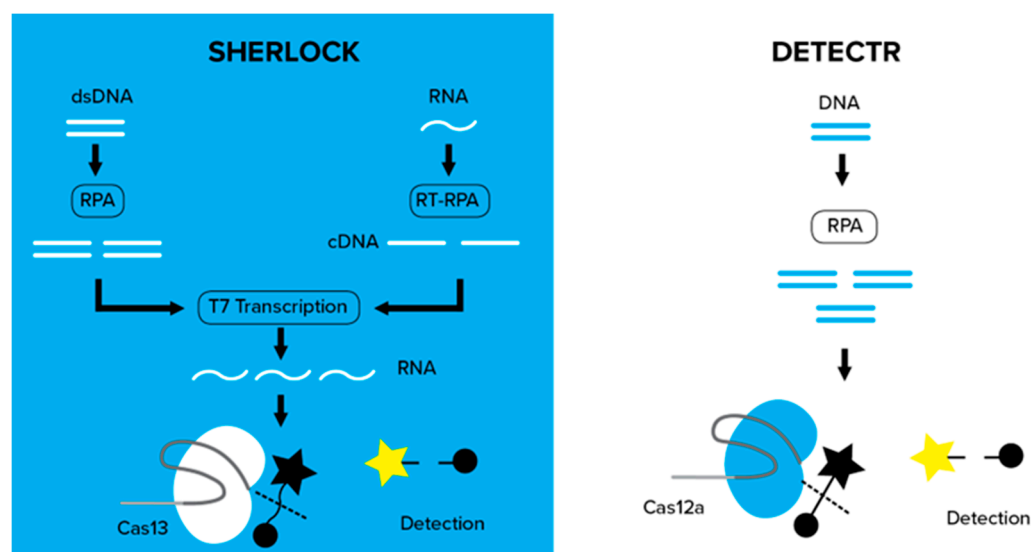 SHERLOCK
dsDNA
RNA
RPA
RT-RPA
cDNA
T7 Transcription
RNA
Cas13
Detection
DETECTR
DNA
RPA
Cas12a
Detection